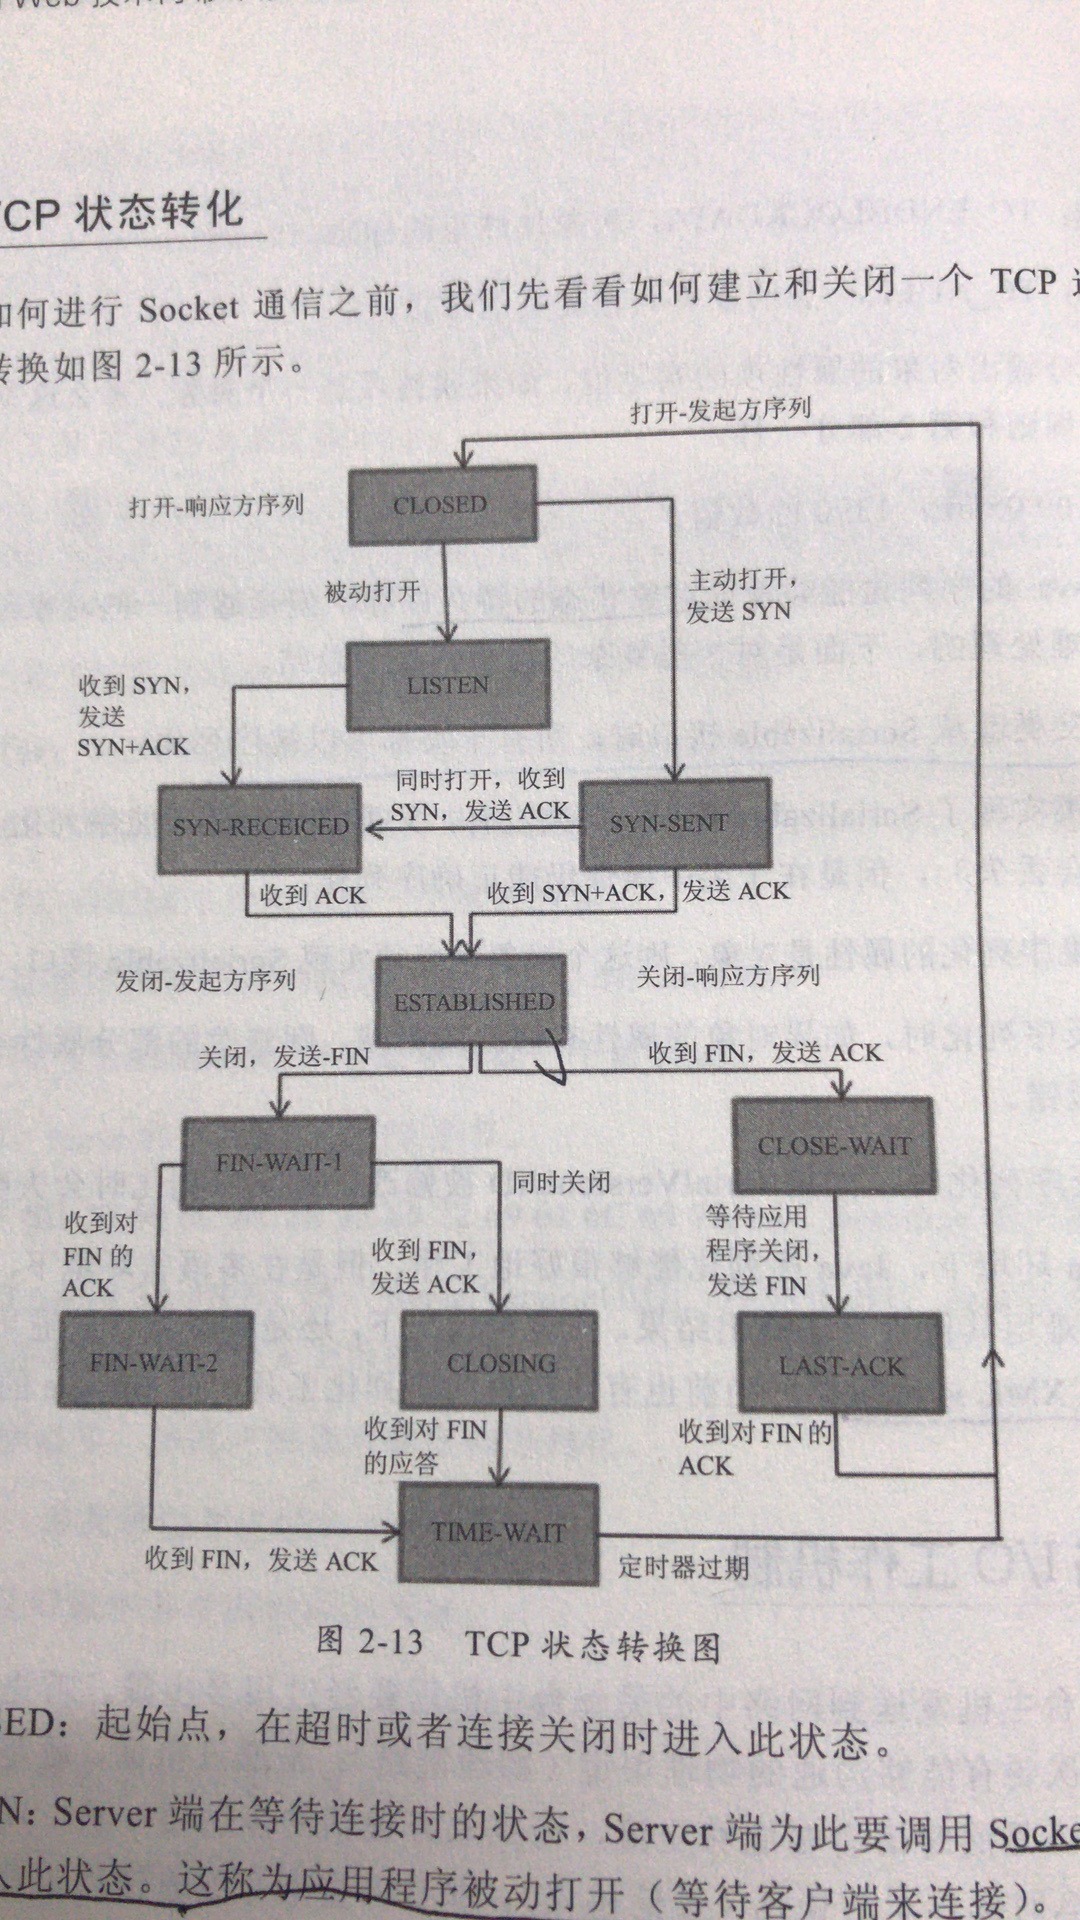 Web 技术内幕
TCP 状态转化
如何进行 Socket 通信之前，我们先看看如何建立和关闭一个 TCP
转换如图 2-13 所示。
打开-发起方序列
打开-响应方序列
CLOSED
被动打开
主动打开，
发送 SYN
LISTEN
收到 SYN，
发送
SYN+ACK
同时打开，收到
SYN，发送 ACK
SYN-RECEICED
SYN-SENT
收到 ACK
收到 SYN+ACK，发送 ACK
发闭-发起方序列
关闭-响应方序列
ESTABLISHED
关闭，发送-FIN
收到 FIN，发送 ACK
FIN-WAIT-1
CLOSE-WAIT
同时关闭
收到对
FIN 的
ACK
收到 FIN，
发送 ACK
等待应用
程序关闭，
发送 FIN
FIN-WAIT-2
CLOSING
LAST-ACK
收到对 FIN
的应答
收到对 FIN 的
ACK
TIME-WAIT
收到 FIN，发送 ACK
定时器过期
图 2-13 TCP 状态转换图
SED：起始点，在超时或者连接关闭时进入此状态。
N：Server 端在等待连接时的状态，Server 端为此要调用 Socke
入此状态。这称为应用程序被动打开（等待客户端来连接）。